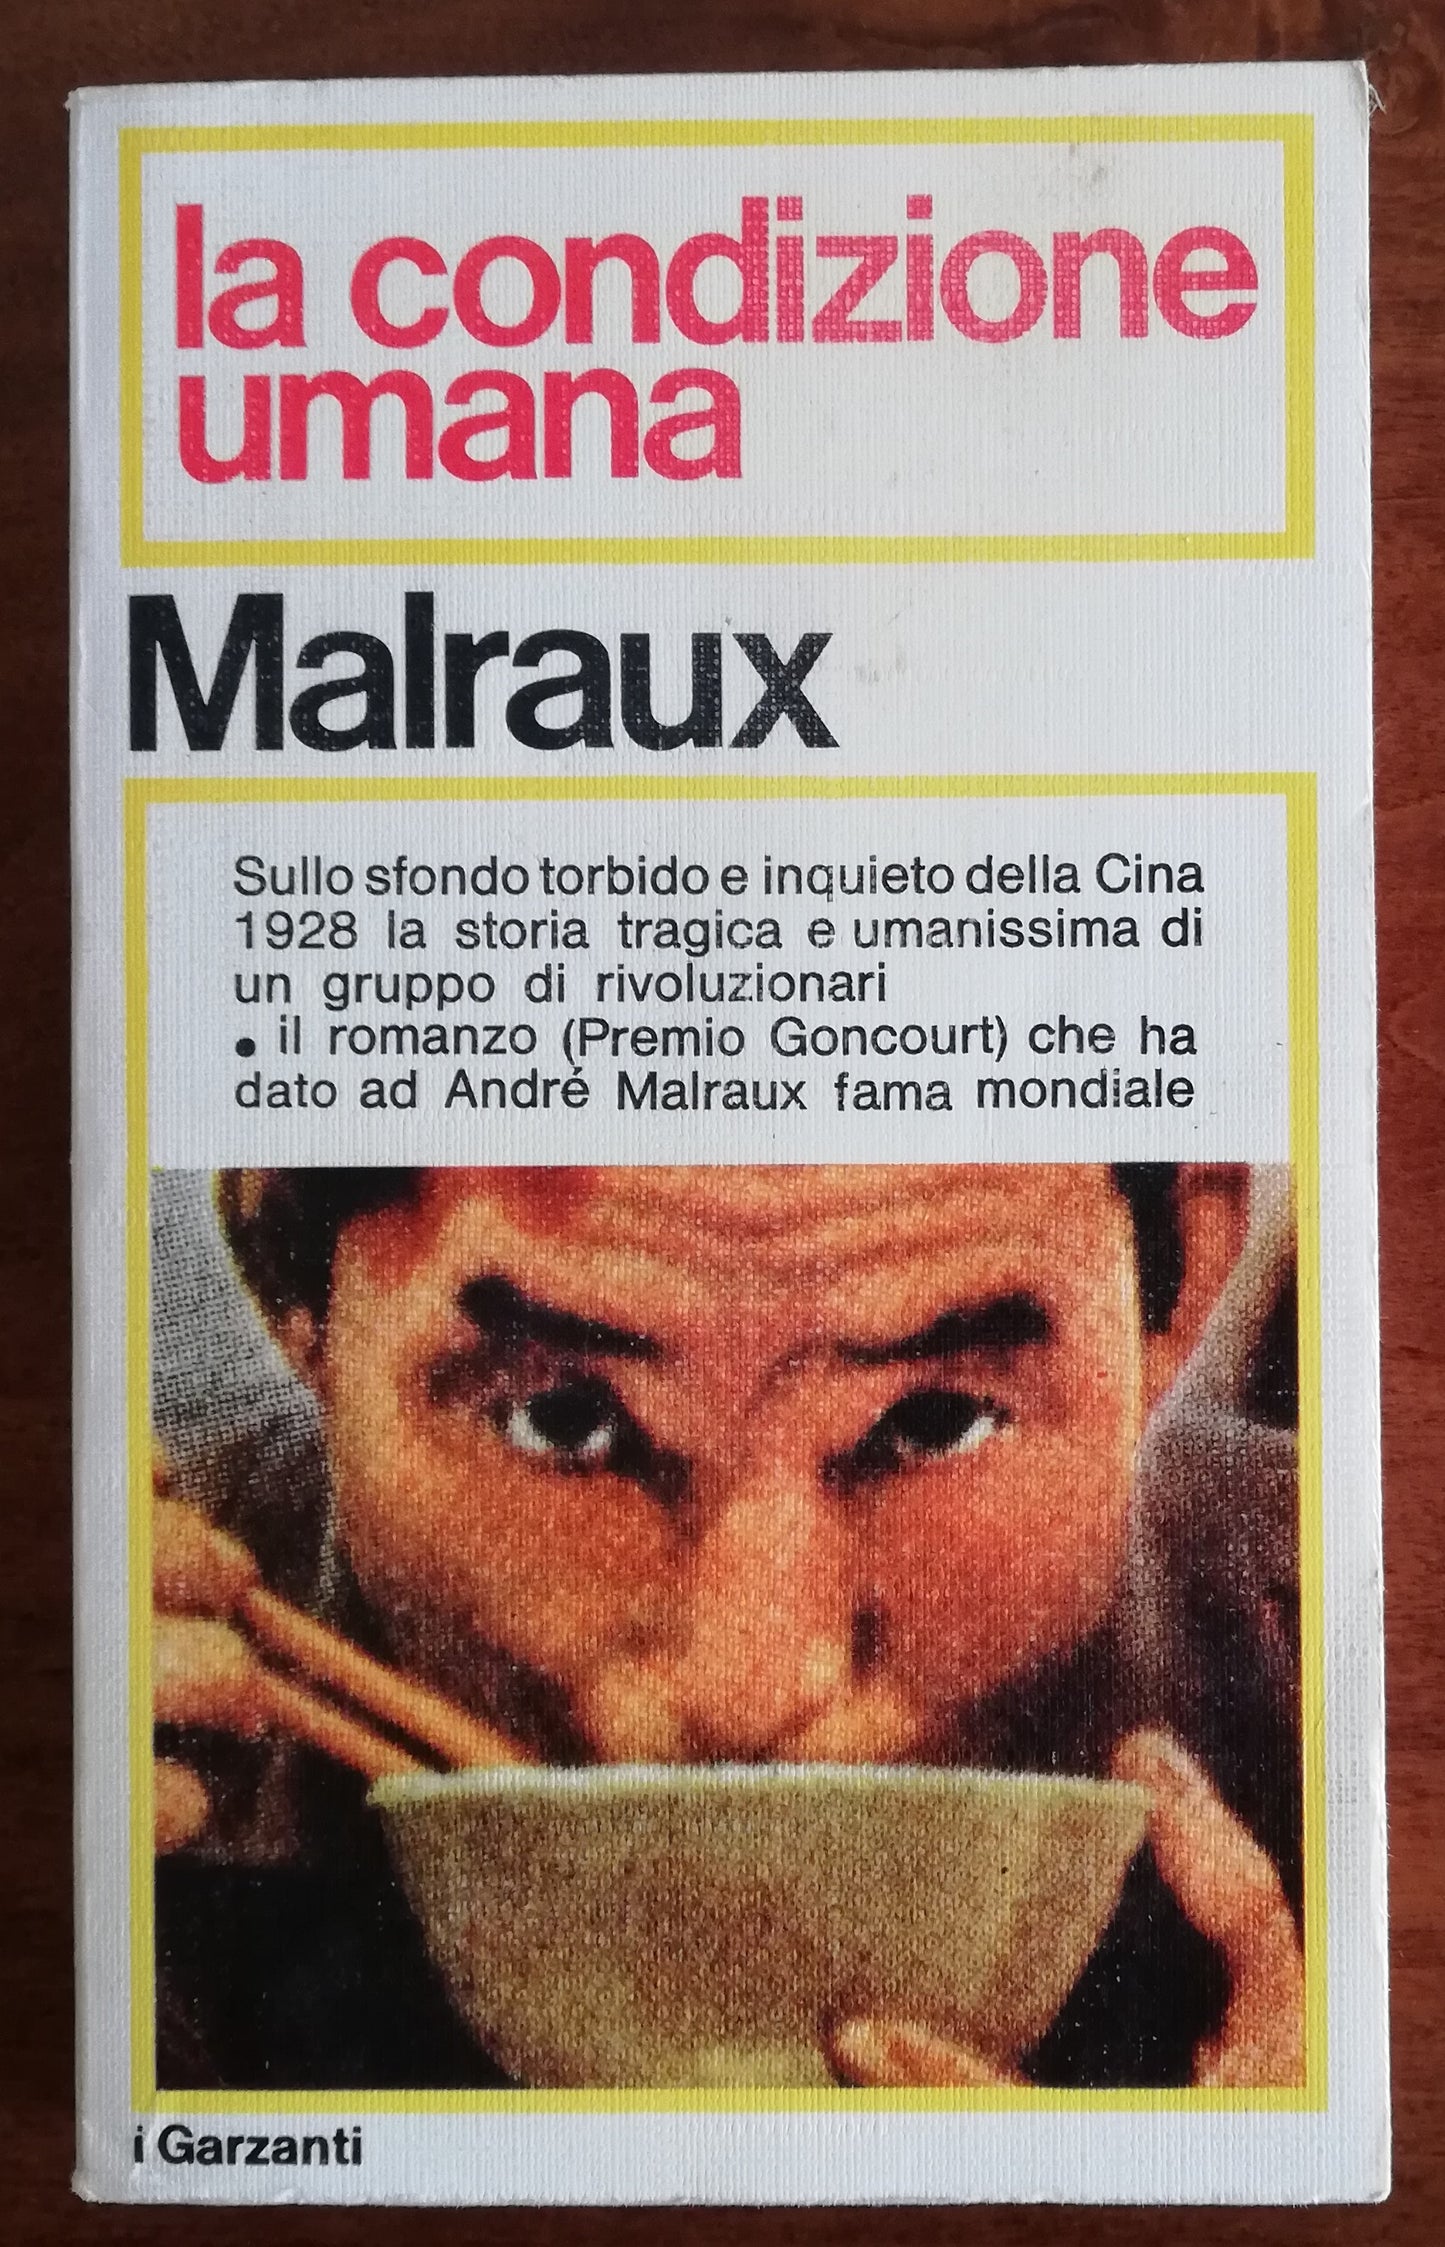 la condizione
umana
Malraux
Sullo sfondo torbido e inquieto della Cina
1928 la storia tragica e umanissima di
un gruppo di rivoluzionari
• il romanzo (Premio Goncourt) che ha
dato ad André Malraux fama mondiale
i Garzanti